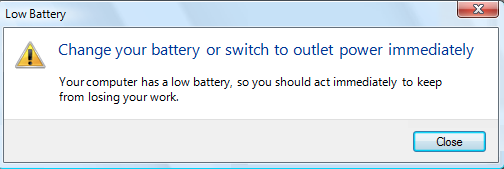 Low Battery
Change your battery or switch to outlet power immediately
Your computer has a low battery, so you should act immediately to keep
from losing your work.
Close